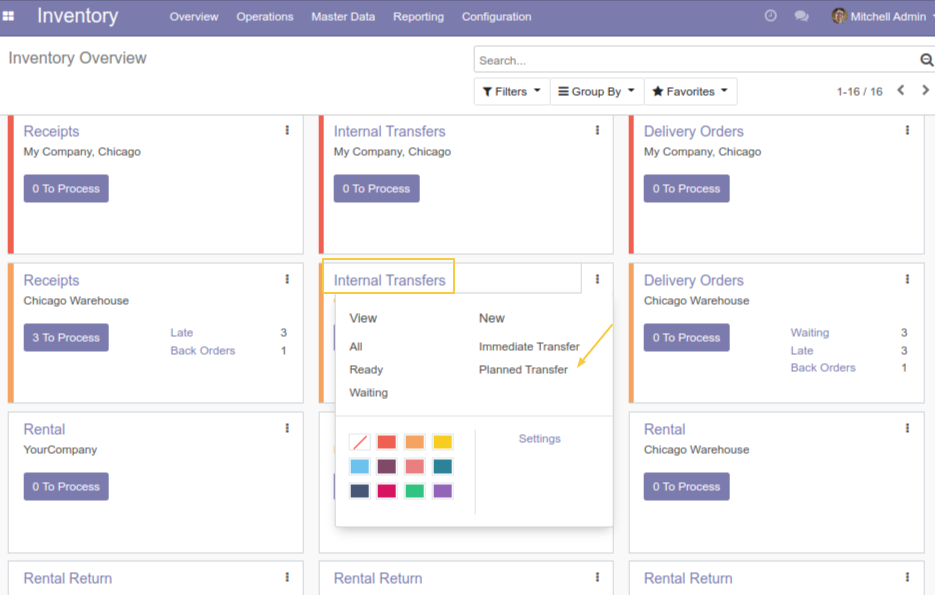 Inventory Overview Operations Master Data Reporting Configuration Mitchell Admin
Inventory Overview
Search...
Filters Group By Favorites 1-16 / 16
Receipts
My Company, Chicago
0 To Process
Internal Transfers
My Company, Chicago
0 To Process
Delivery Orders
My Company, Chicago
0 To Process
Receipts
Chicago Warehouse
3 To Process
Late 3
Back Orders 1
Internal Transfers
View
All
Ready
Waiting
New
Immediate Transfer
Planned Transfer
Settings
Delivery Orders
Chicago Warehouse
0 To Process
Waiting 3
Late 3
Back Orders 1
Rental
YourCompany
0 To Process
Rental
Chicago Warehouse
0 To Process
Rental Return
Rental Return
Rental Return